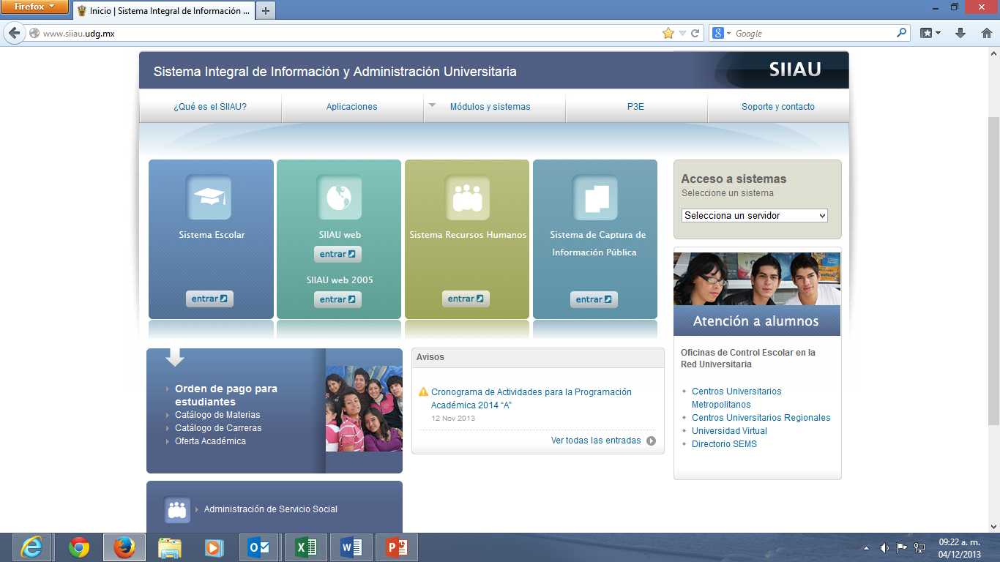 Firefox
Inicio | Sistema Integral de Información ...
www.siiau.udg.mx
Google
Sistema Integral de Información y Administración Universitaria
SIIAU
¿Qué es el SIIAU?
Aplicaciones
Módulos y sistemas
P3E
Soporte y contacto
Sistema Escolar
entrar
SIIAU web
entrar
SIIAU web 2005
entrar
Sistema Recursos Humanos
entrar
Sistema de Captura de
Información Pública
entrar
Acceso a sistemas
Seleccione un sistema
Selecciona un servidor
Atención a alumnos
Oficinas de Control Escolar en la
Red Universitaria
Centros Universitarios
Metropolitanos
Centros Universitarios Regionales
Universidad Virtual
Directorio SEMS
Orden de pago para
estudiantes
Catálogo de Materias
Catálogo de Carreras
Oferta Académica
Avisos
Cronograma de Actividades para la Programación
Académica 2014 “A”
12 Nov 2013
Ver todas las entradas
Administración de Servicio Social
09:22 a. m.
04/12/2013